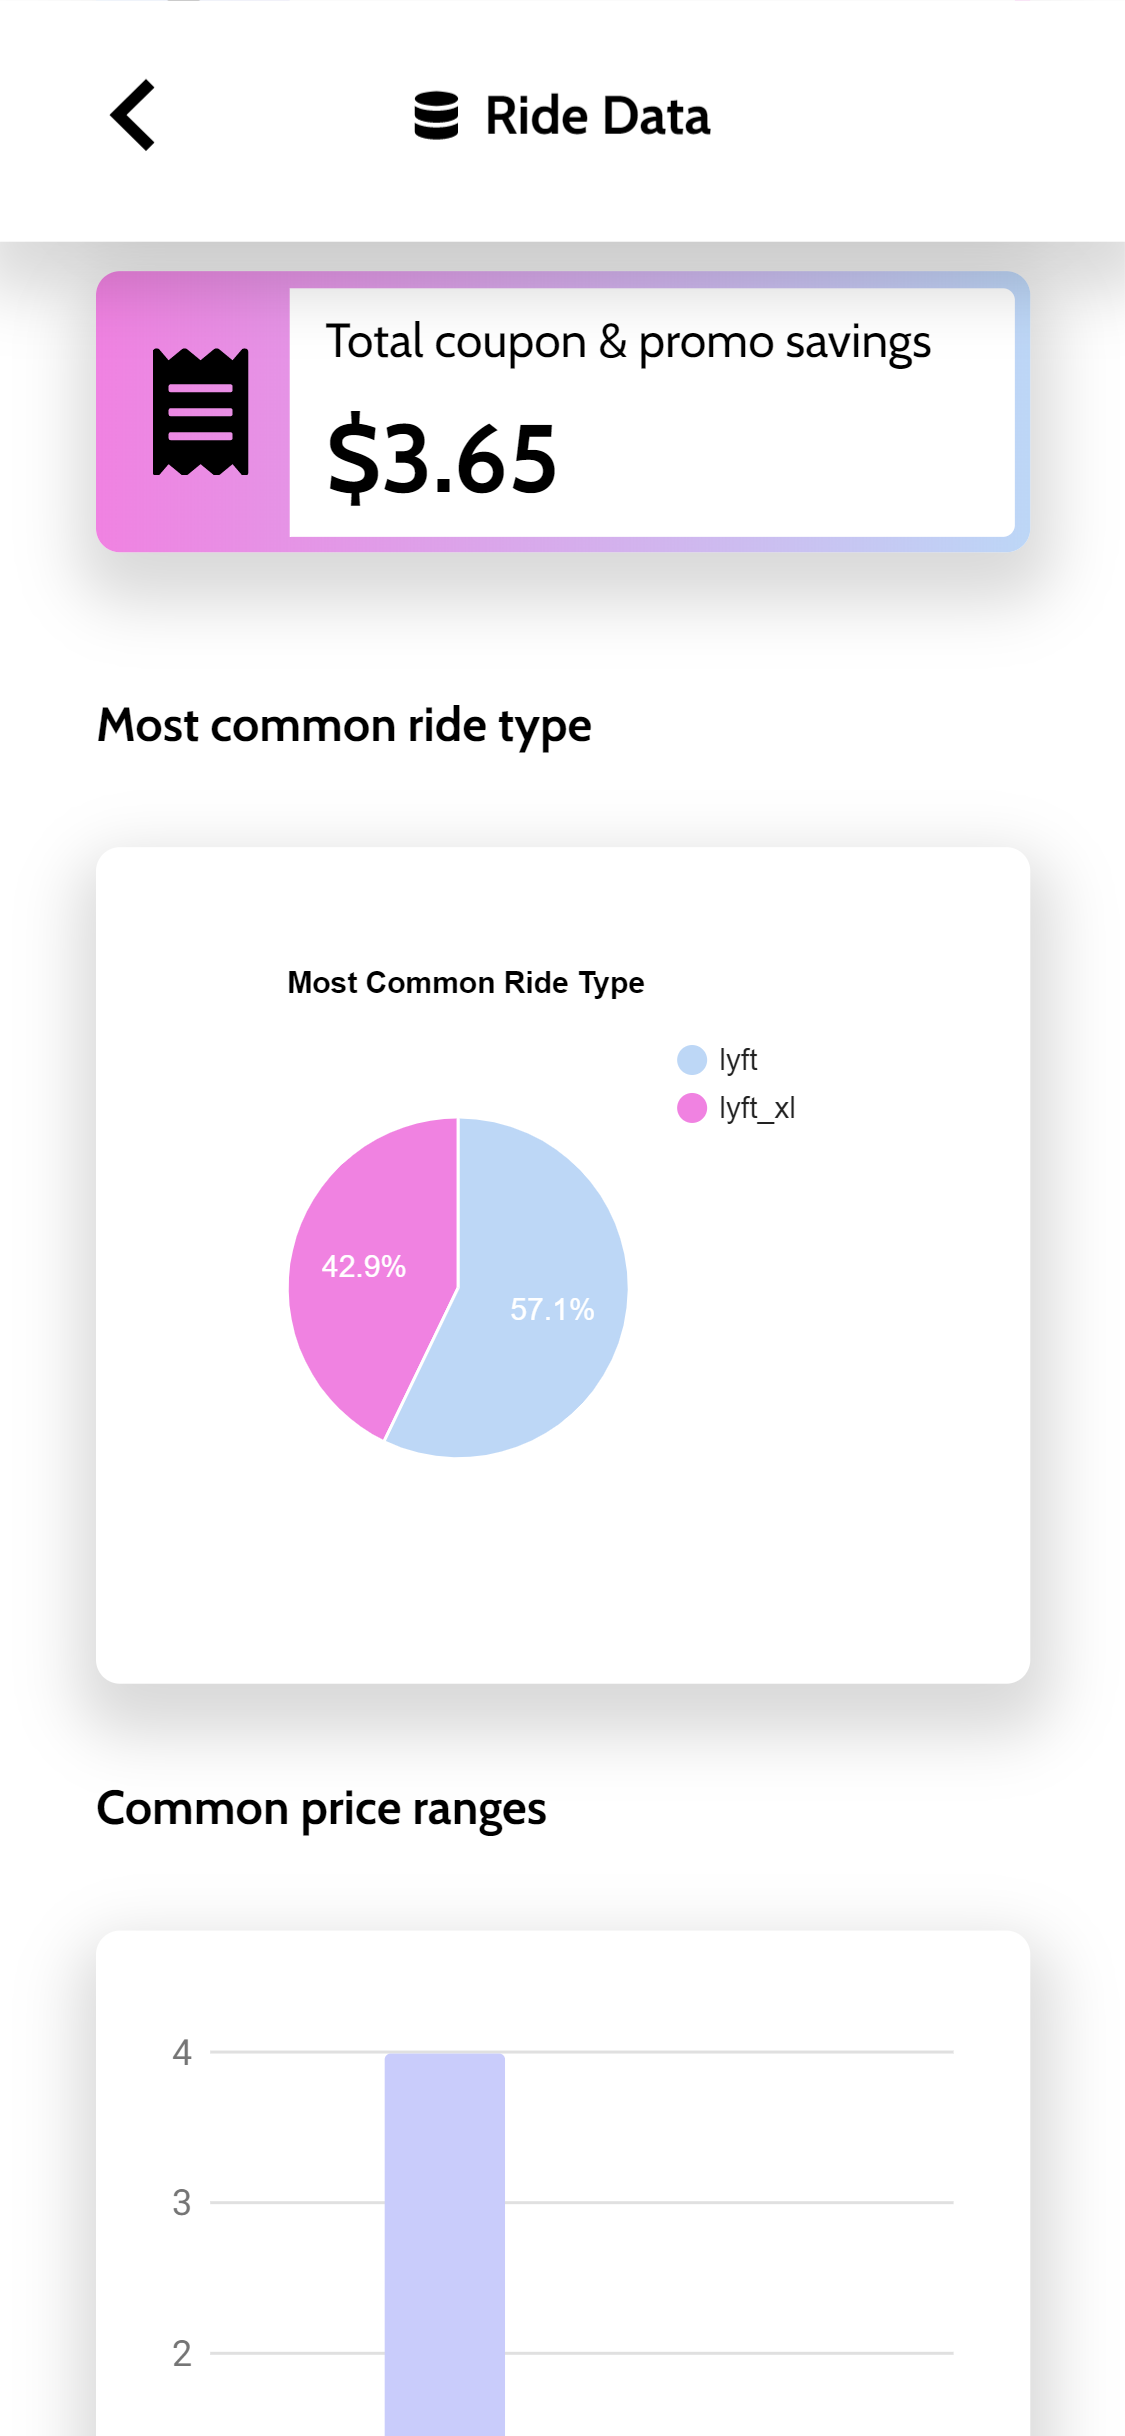 Ride Data
Total coupon & promo savings
$3.65
Most common ride type
Most Common Ride Type
lyft
lyft_xl
42.9%
57.1%
Common price ranges
4
3
2